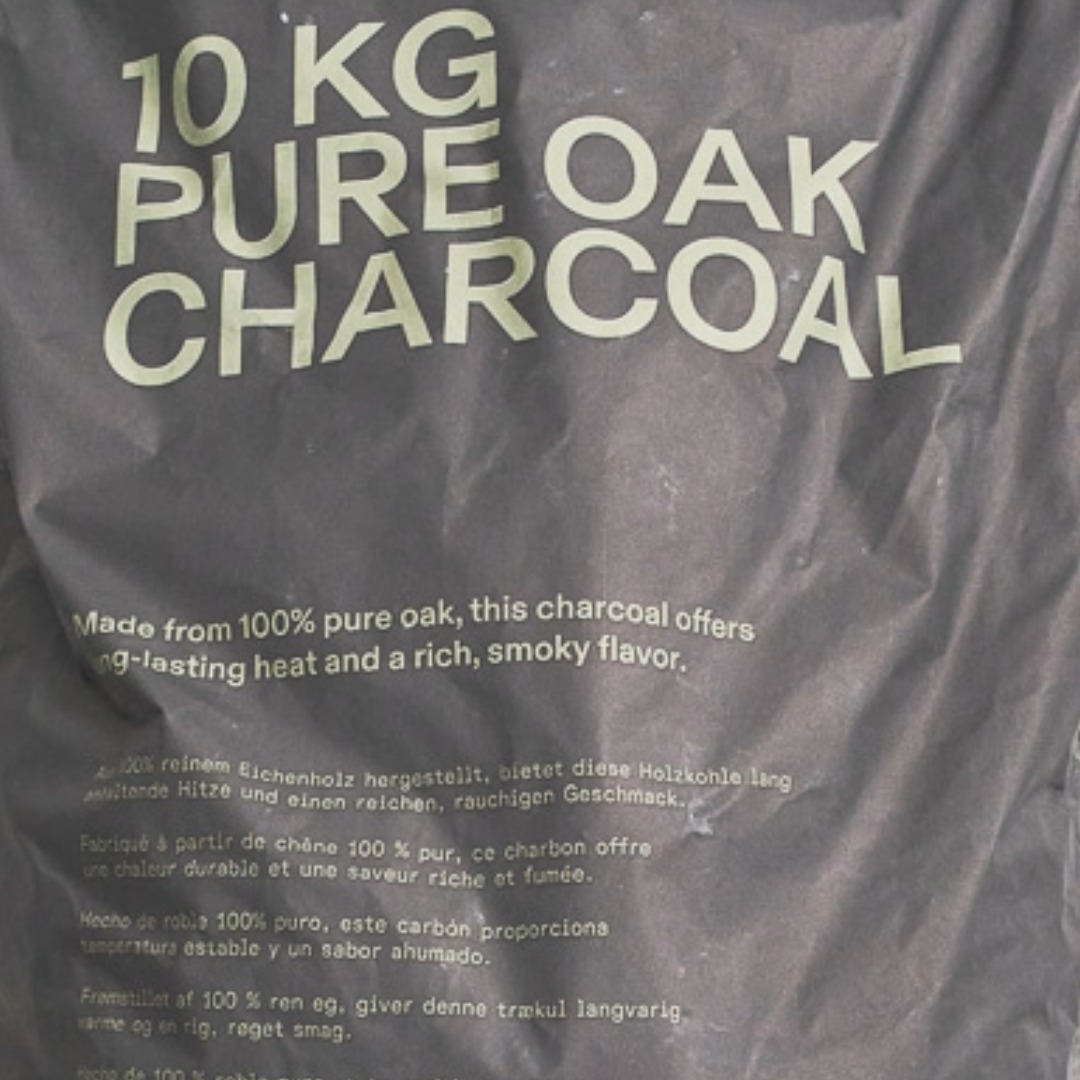 10 KG
PURE OAK
CHARCOAL
Made from 100% pure oak, this charcoal offers
long-lasting heat and a rich, smoky flavor.
100% reinem Eichenholz hergestellt, bietet diese Holzkohle lang
anhaltende Hitze und einen reichen, rauchigen Geschmack.
Fabriqué à partir de chêne 100 % pur, ce charbon offre
une chaleur durable et une saveur riche et fumée.
Hecho de roble 100% puro, este carbón proporciona
temperatura estable y un sabor ahumado.
Fremstillet af 100 % ren eg, giver denne trækul langvarig
varme og en rig, røget smag.
100 %